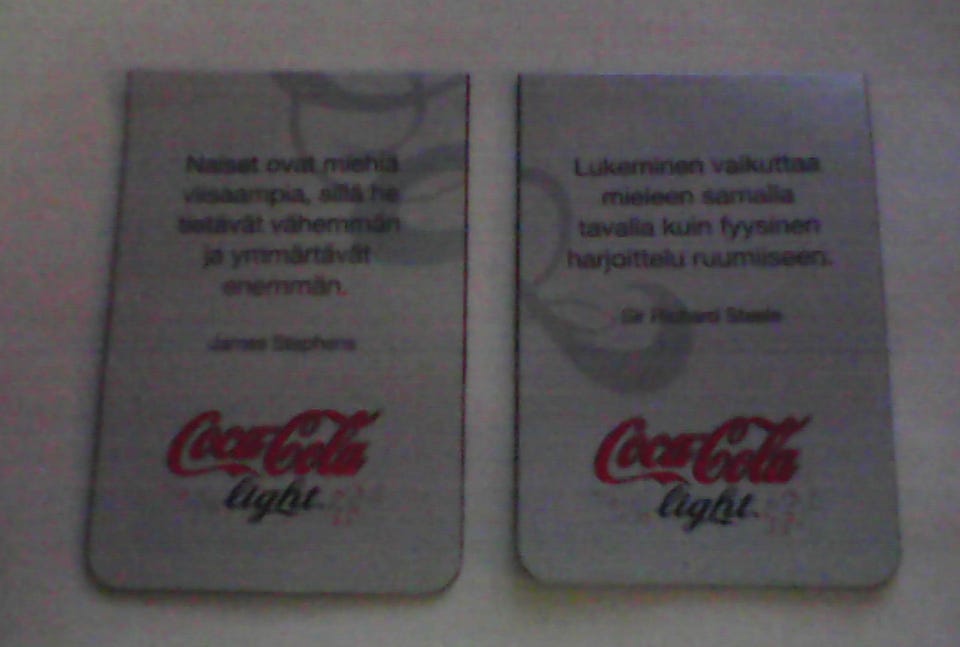 Naiset ovat miehiä
viisaampia, sillä he
tietävät vähemmän
ja ymmärtävät
enemmän.
James Stephens
Coca-Cola
light
Lukeminen vaikuttaa
mieleen samalla
tavalla kuin fyysinen
harjoittelu ruumiiseen.
Sir Richard Steele
Coca-Cola
light